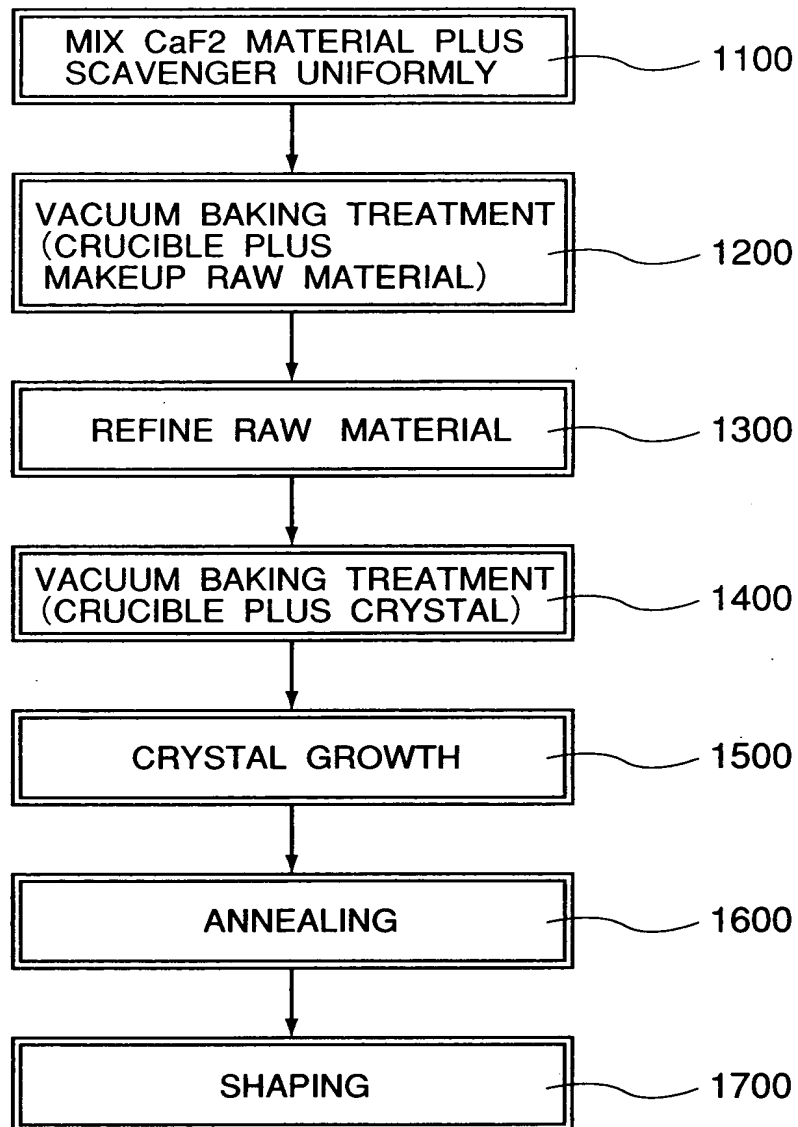 MIX CaF2 MATERIAL PLUS
SCAVENGER UNIFORMLY
1100
VACUUM BAKING TREATMENT
(CRUCIBLE PLUS
MAKEUP RAW MATERIAL)
1200
REFINE RAW MATERIAL
1300
VACUUM BAKING TREATMENT
(CRUCIBLE PLUS CRYSTAL)
1400
CRYSTAL GROWTH
1500
ANNEALING
1600
SHAPING
1700